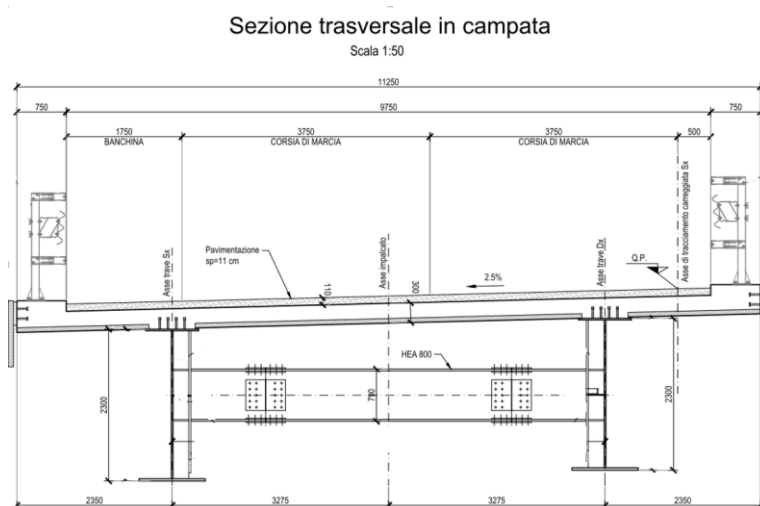 Sezione trasversale in campata
Scala 1:50
11250
750
9750
750
1750
3750
3750
500
BANCHINA
CORSIA DI MARCIA
CORSIA DI MARCIA
Asse trave Sx
Pavimentazione
sp=11 cm
110
Asse impalcato
300
2.5%
Asse trave Dx
Q.P.
Asse di tracciamento carreggiata Sx
HEA 800
2300
790
2300
2350
3275
3275
2350